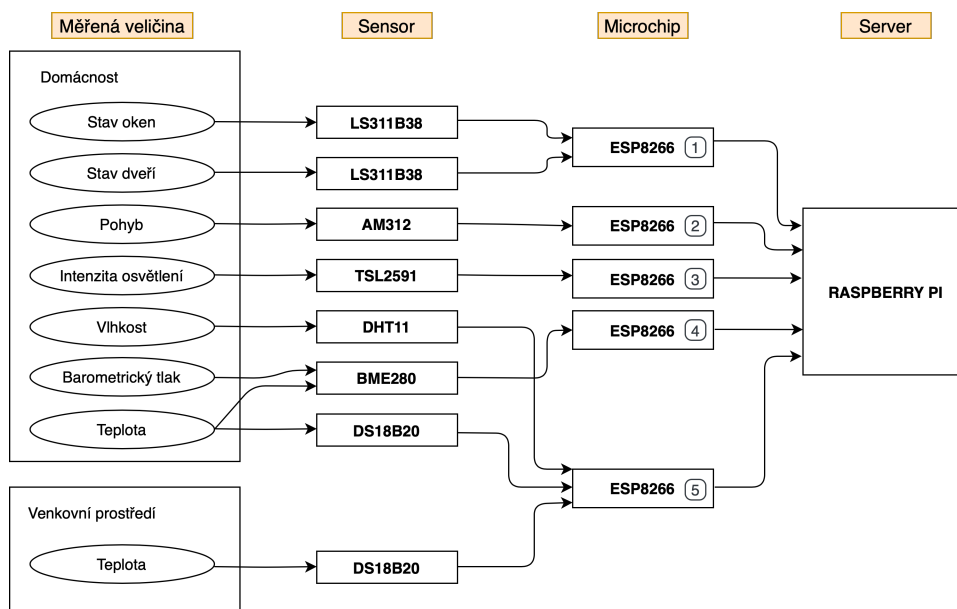 Měřená veličina
Sensor
Microchip
Server
Domácnost
Stav oken
LS311B38
ESP8266 1
Stav dveří
LS311B38
Pohyb
AM312
ESP8266 2
Intenzita osvětlení
TSL2591
ESP8266 3
RASPBERRY PI
Vlhkost
DHT11
ESP8266 4
Barometrický tlak
BME280
Teplota
DS18B20
ESP8266 5
Venkovní prostředí
Teplota
DS18B20